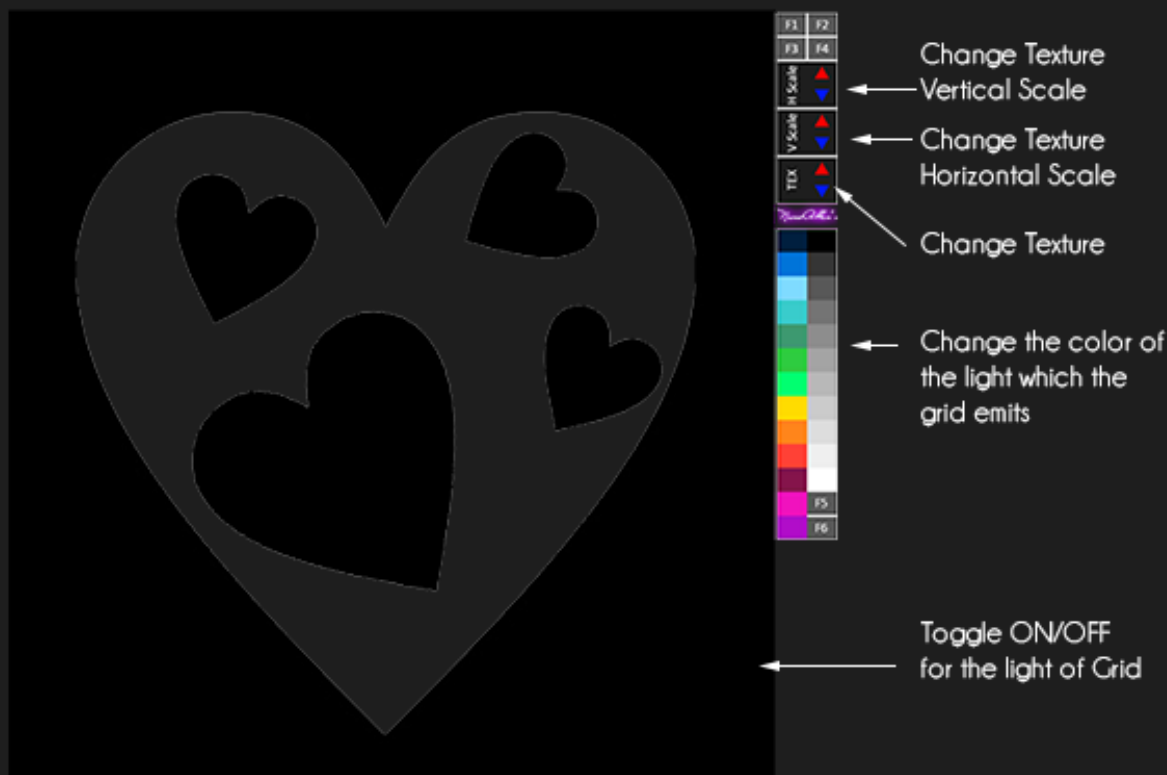 F1 F2
F3 F4
H Scale
V Scale
TEX
F5
F6
Change Texture
Vertical Scale
Change Texture
Horizontal Scale
Change Texture
Change the color of
the light which the
grid emits
Toggle ON/OFF
for the light of Grid